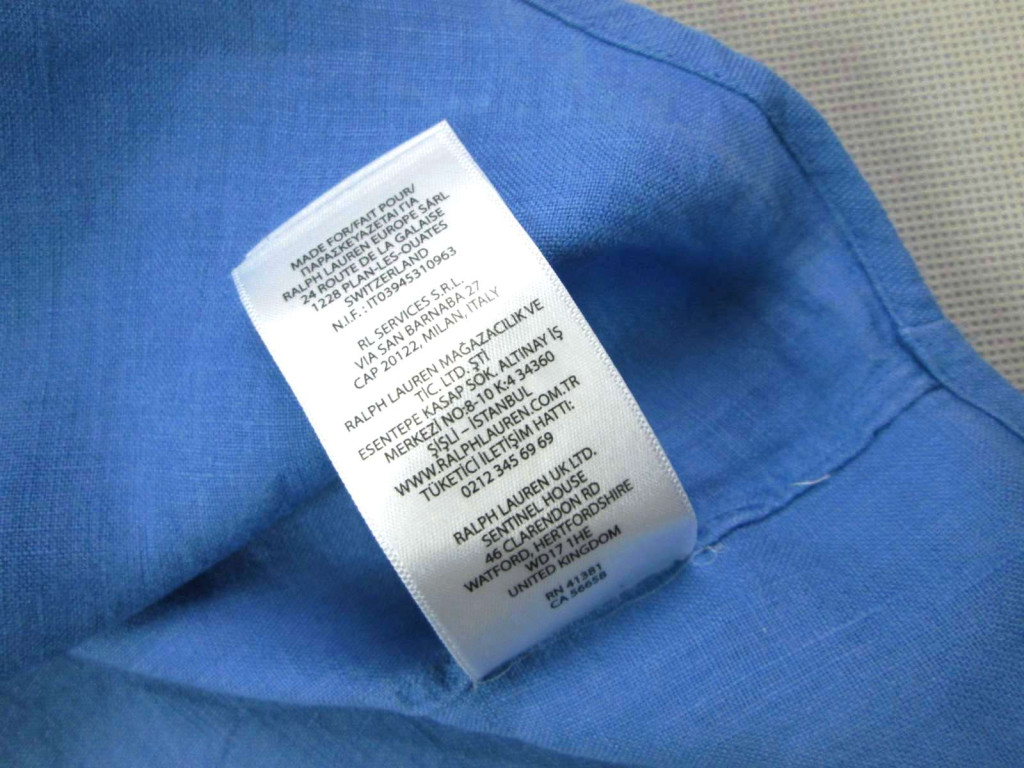 MADE FOR/FAIT POUR/
ΠΑΡΑΣΚΕΥΑΖΕΤΑΙ ΓΙΑ
RALPH LAUREN EUROPE SÀRL
24 ROUTE DE LA GALAISE
1228 PLAN-LES-OUATES
SWITZERLAND
N.I.F.:IT03945310963
RL SERVICES S.R.L.
VIA SAN BARNABA 27
CAP 20122, MILAN, ITALY
RALPH LAUREN MAĞAZACILIK VE
TİC. LTD. ŞTİ
ESENTEPE KASAP SOK. ALTINAY İŞ
MERKEZİ NO:8-10 K:4 34360
ŞİŞLİ – İSTANBUL
WWW.RALPHLAUREN.COM.TR
TÜKETİCİ İLETİŞİM HATTI:
0212 345 69 69
RALPH LAUREN UK LTD.
SENTINEL HOUSE
46 CLARENDON RD
WATFORD, HERTFORDSHIRE
WD17 1HE
UNITED KINGDOM
RN 41381
CA 56658